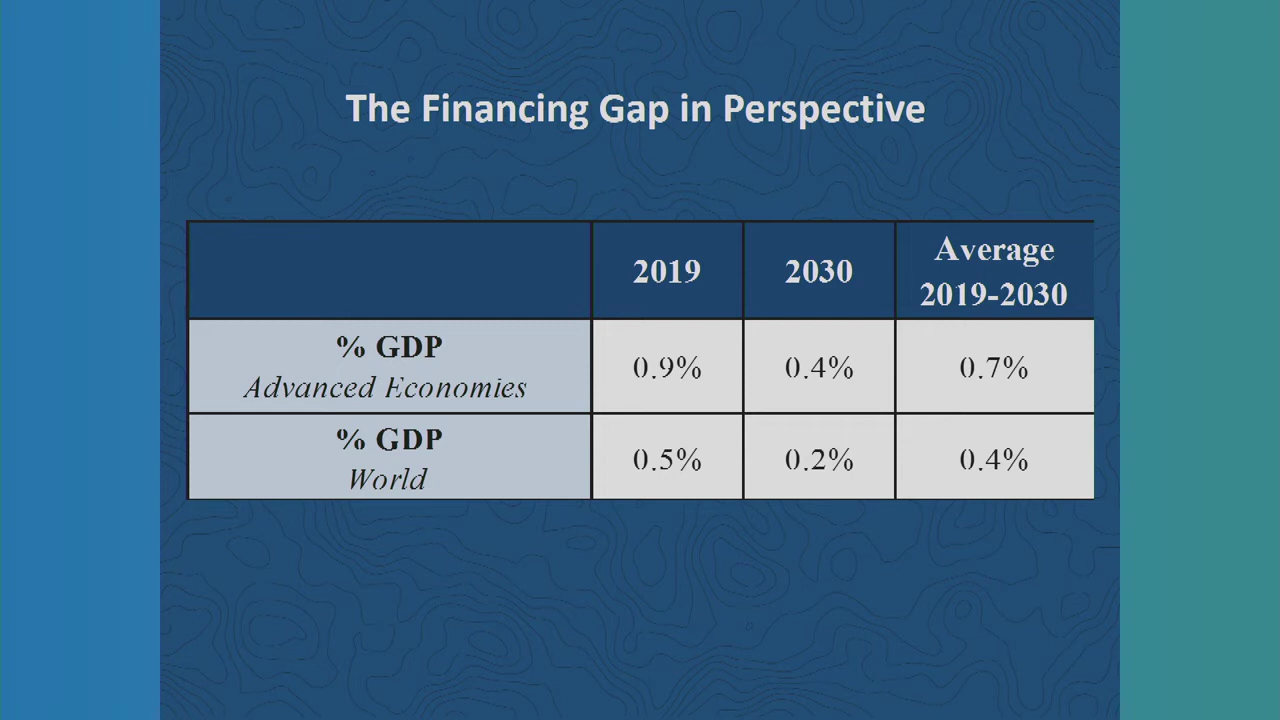 The Financing Gap in Perspective
2019
2030
Average
2019-2030
% GDP
Advanced Economies
0.9%
0.4%
0.7%
% GDP
World
0.5%
0.2%
0.4%